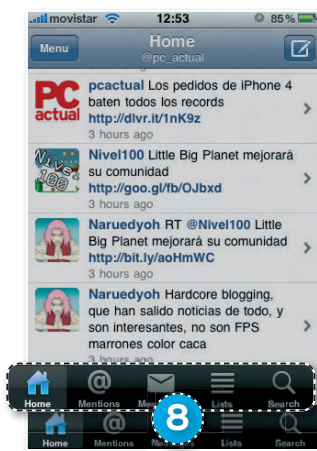 movistar 12:53 85 %
Menu Home
@pc_actual
PC actual
pcactual Los pedidos de iPhone 4
baten todos los records
http://dlvr.it/1nK9z
3 hours ago
Nivel 100
Nivel100 Little Big Planet mejorará
su comunidad
http://goo.gl/fb/OJbxd
3 hours ago
Naruedyoh RT @Nivel100 Little
Big Planet mejorará su comunidad
http://bit.ly/aoHmWC
3 hours ago
Naruedyoh Hardcore blogging,
que han salido noticias de todo, y
son interesantes, no son FPS
marrones color caca
3 hours ago
Home Mentions Lists Search
8
Home Mentions Lists Search